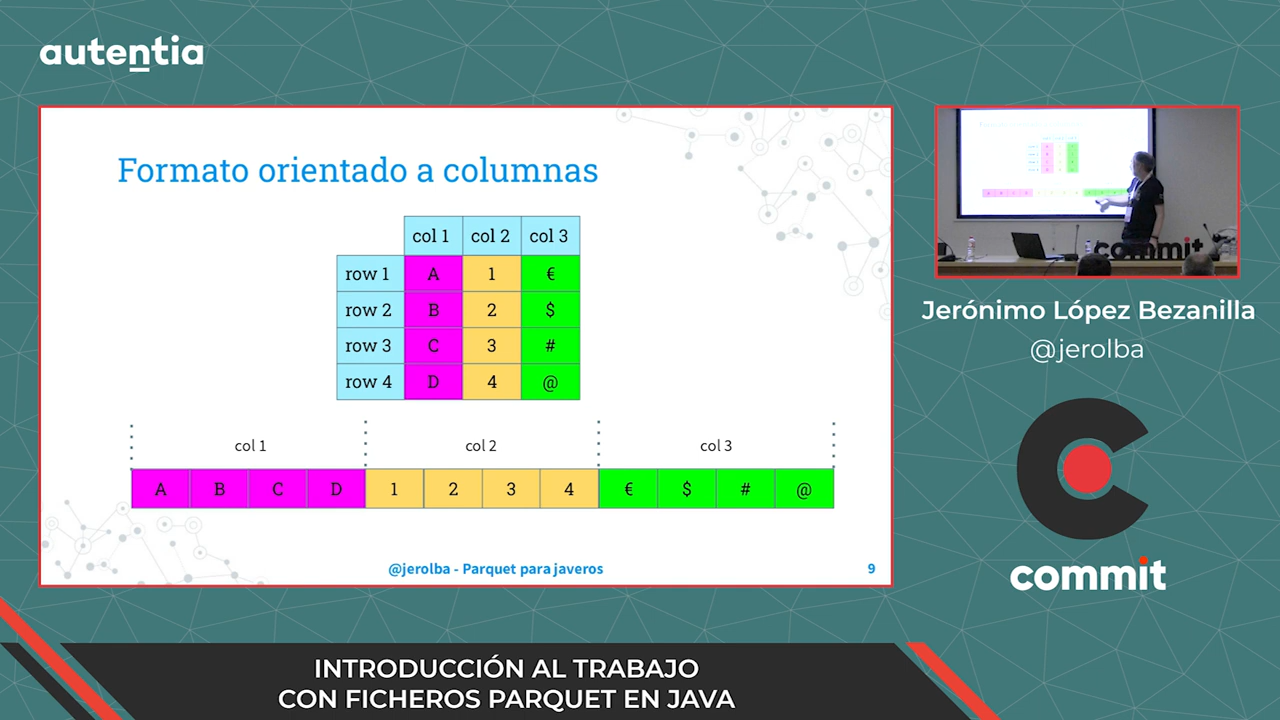 autentia
Formato orientado a columnas
col 1 col 2 col 3
row 1 A 1 €
row 2 B 2 $
row 3 C 3 #
row 4 D 4 @
col 1 col 2 col 3
A B C D 1 2 3 4 € $ # @
@jerolba - Parquet para javeros 9
commit
Jerónimo López Bezanilla
@jerolba
commit
INTRODUCCIÓN AL TRABAJO
CON FICHEROS PARQUET EN JAVA